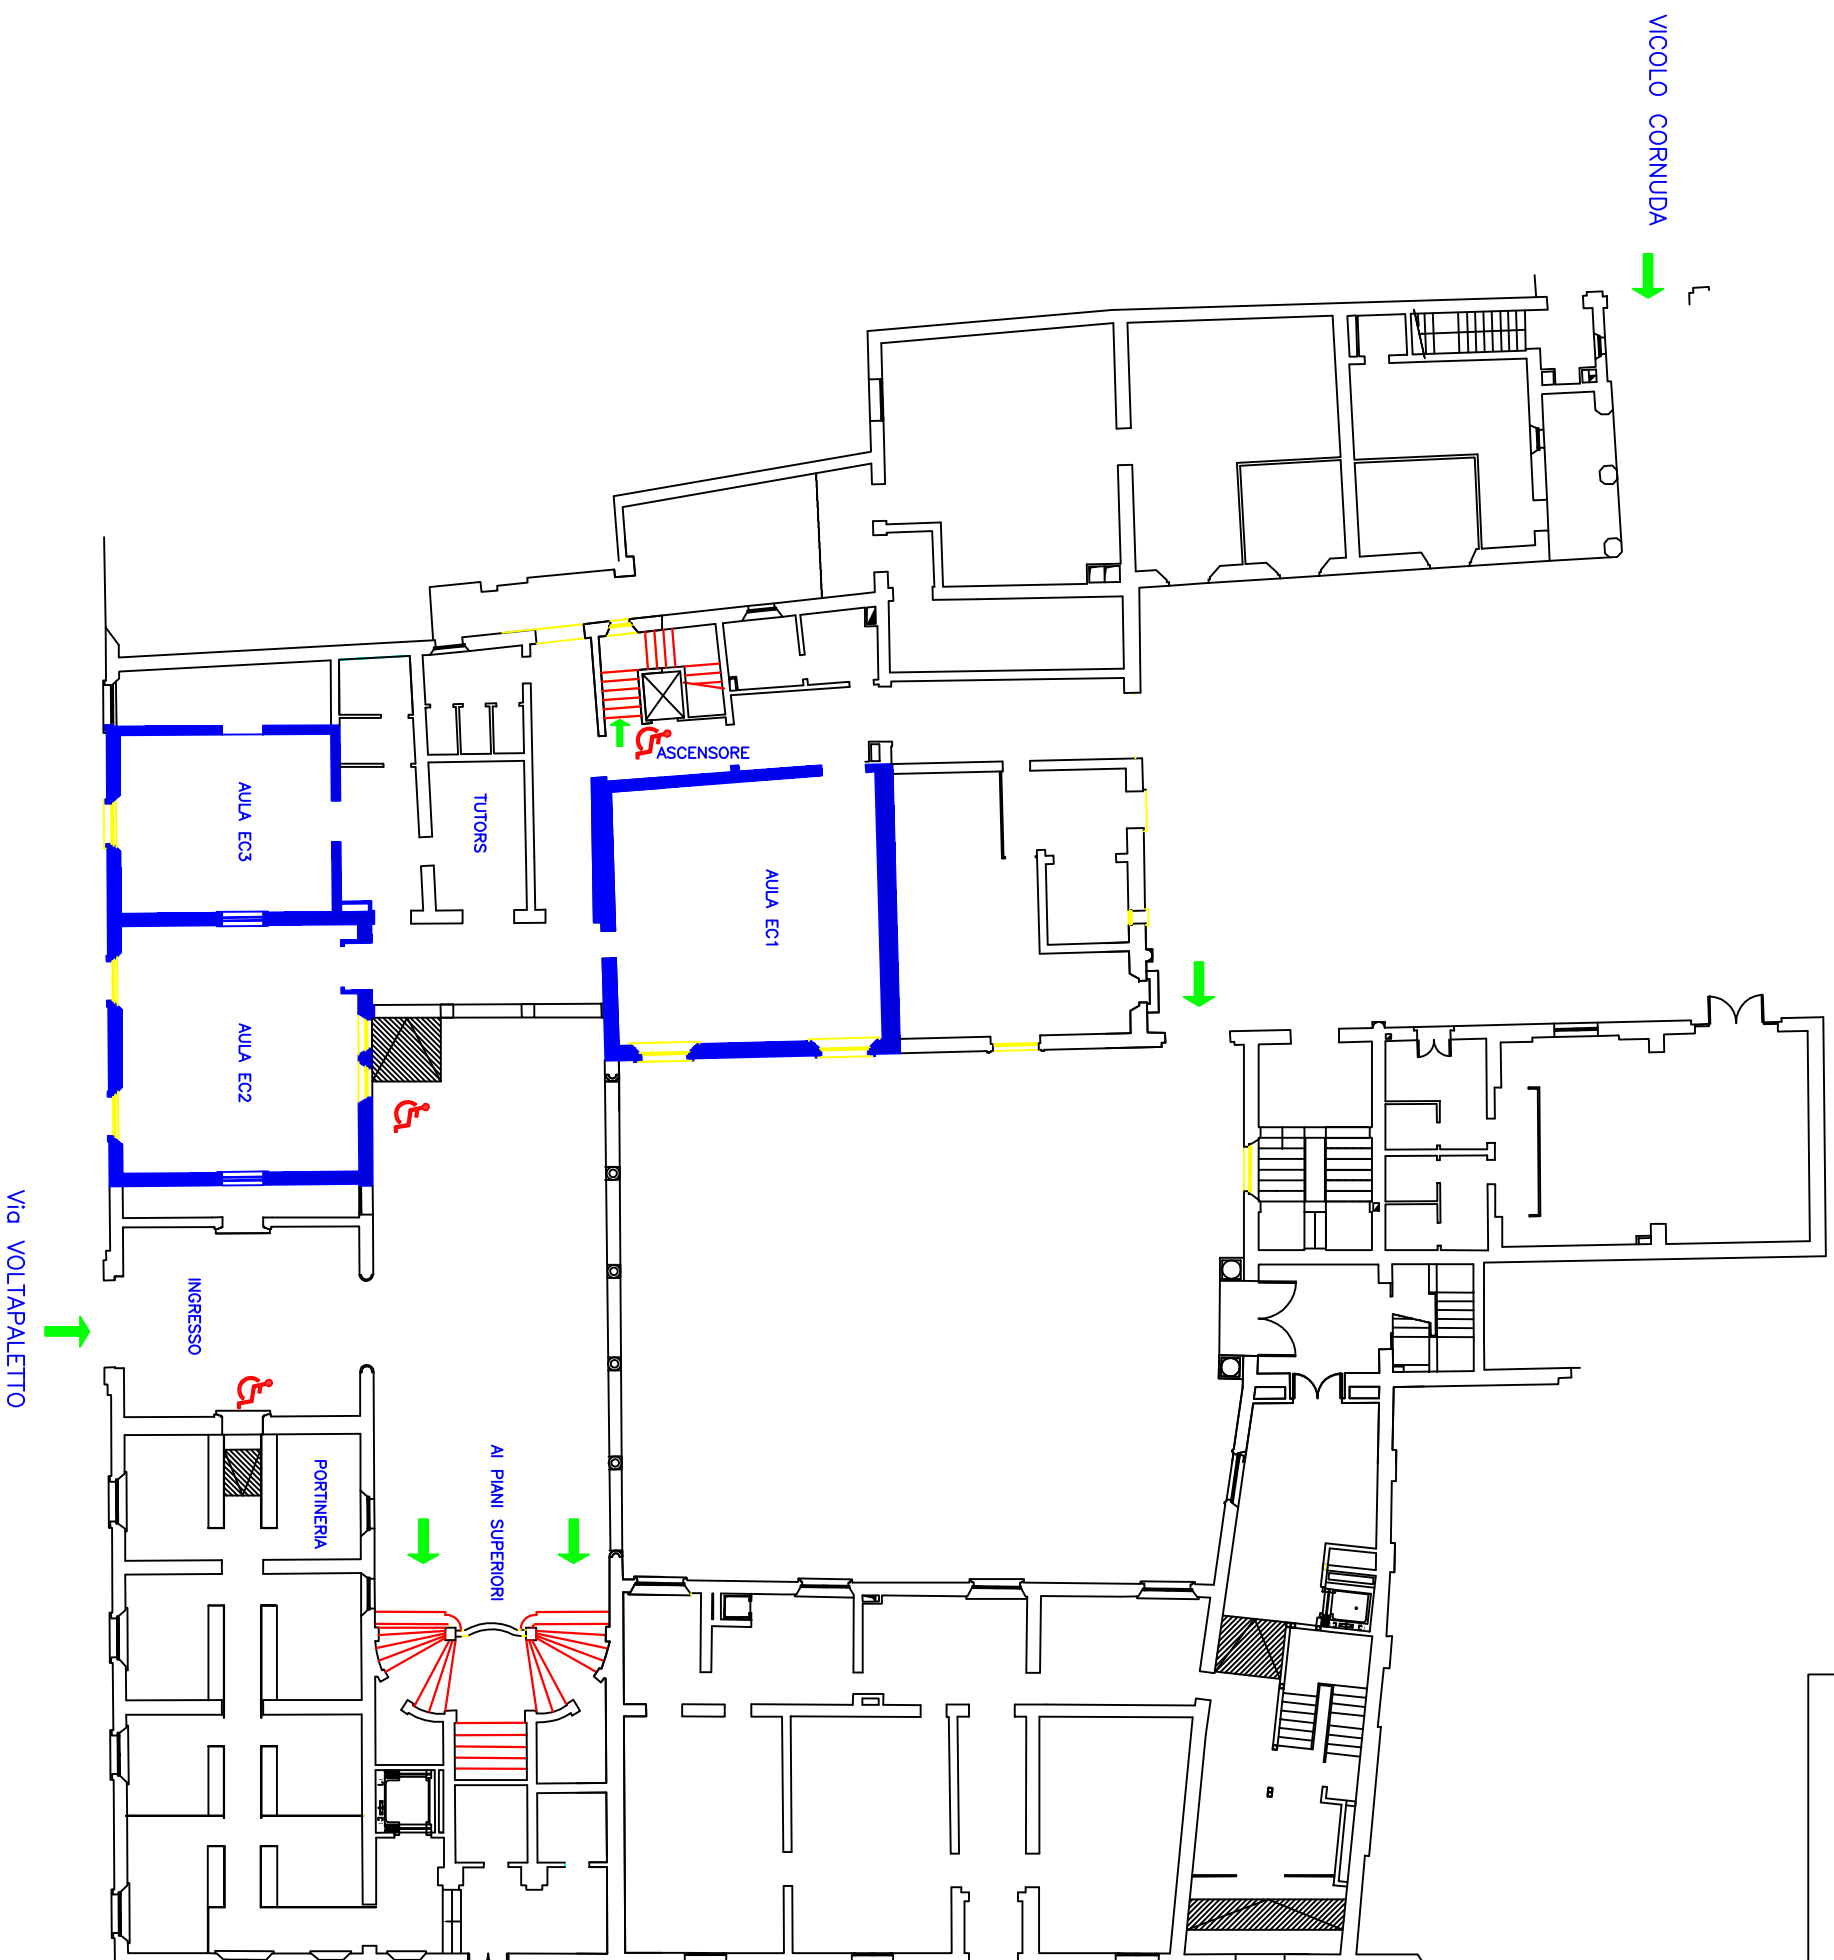 VICOLO CORNUDA
ASCENSORE
AULA EC3
TUTORS
AULA EC1
AULA EC2
Via VOLTAPALETTO
INGRESSO
AI PIANI SUPERIORI
PORTINERIA